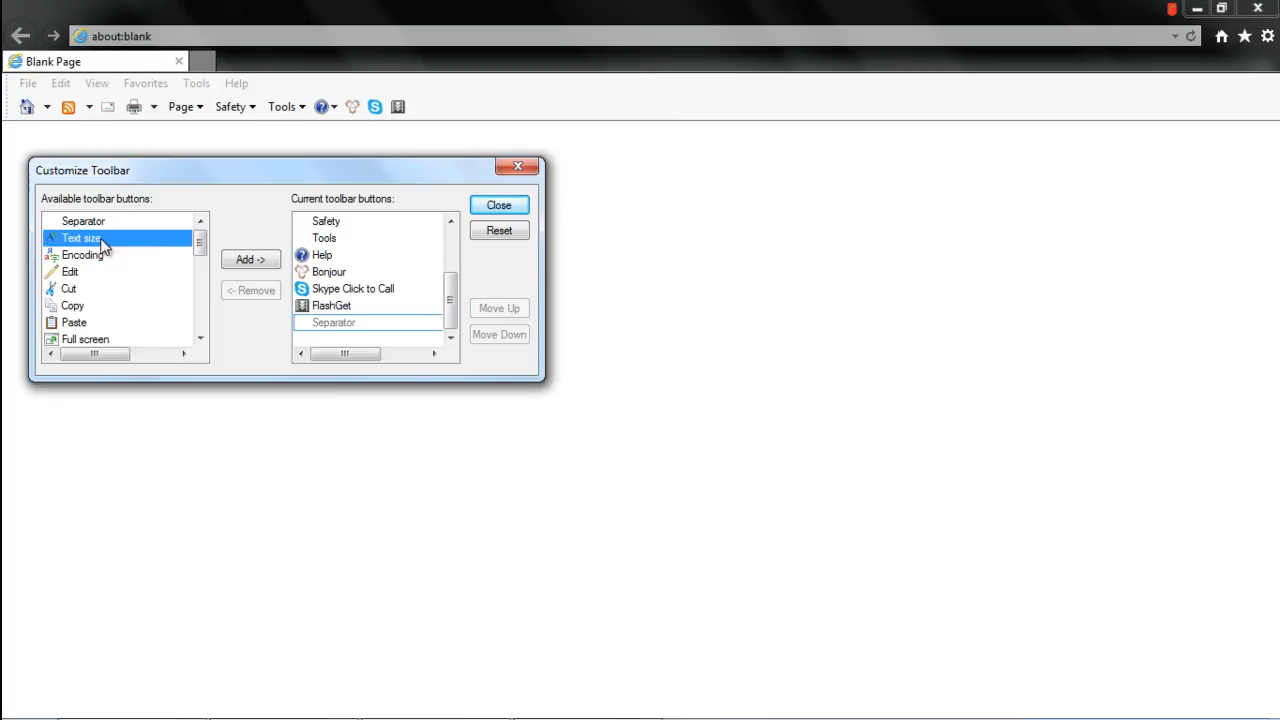 about:blank
Blank Page
File Edit View Favorites Tools Help
Page Safety Tools
Customize Toolbar
Available toolbar buttons:
Separator
Text size
Encoding
Edit
Cut
Copy
Paste
Full screen
Add ->
<- Remove
Current toolbar buttons:
Safety
Tools
Help
Bonjour
Skype Click to Call
FlashGet
Separator
Close
Reset
Move Up
Move Down